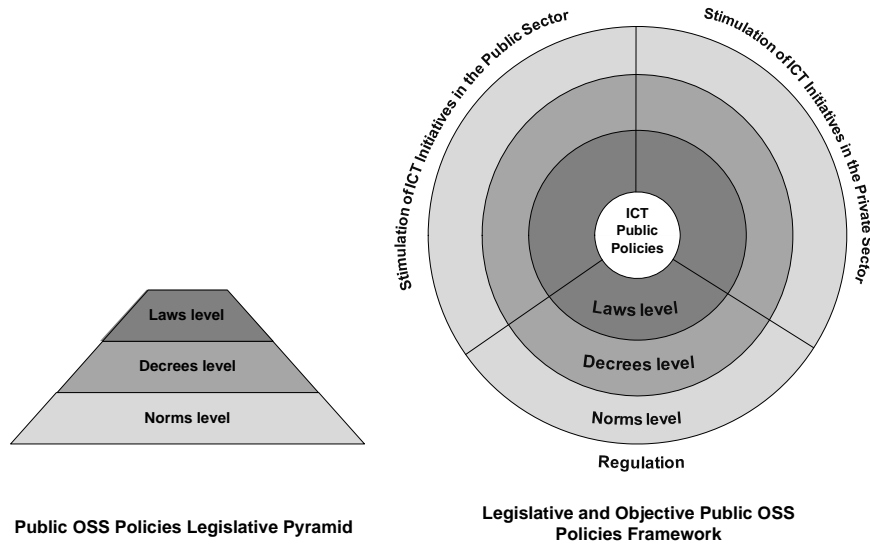 Laws level
Decrees level
Norms level
Public OSS Policies Legislative Pyramid
Stimulation of ICT Initiatives in the Public Sector
Stimulation of ICT Initiatives in the Private Sector
ICT
Public
Policies
Laws level
Decrees level
Norms level
Regulation
Legislative and Objective Public OSS
Policies Framework